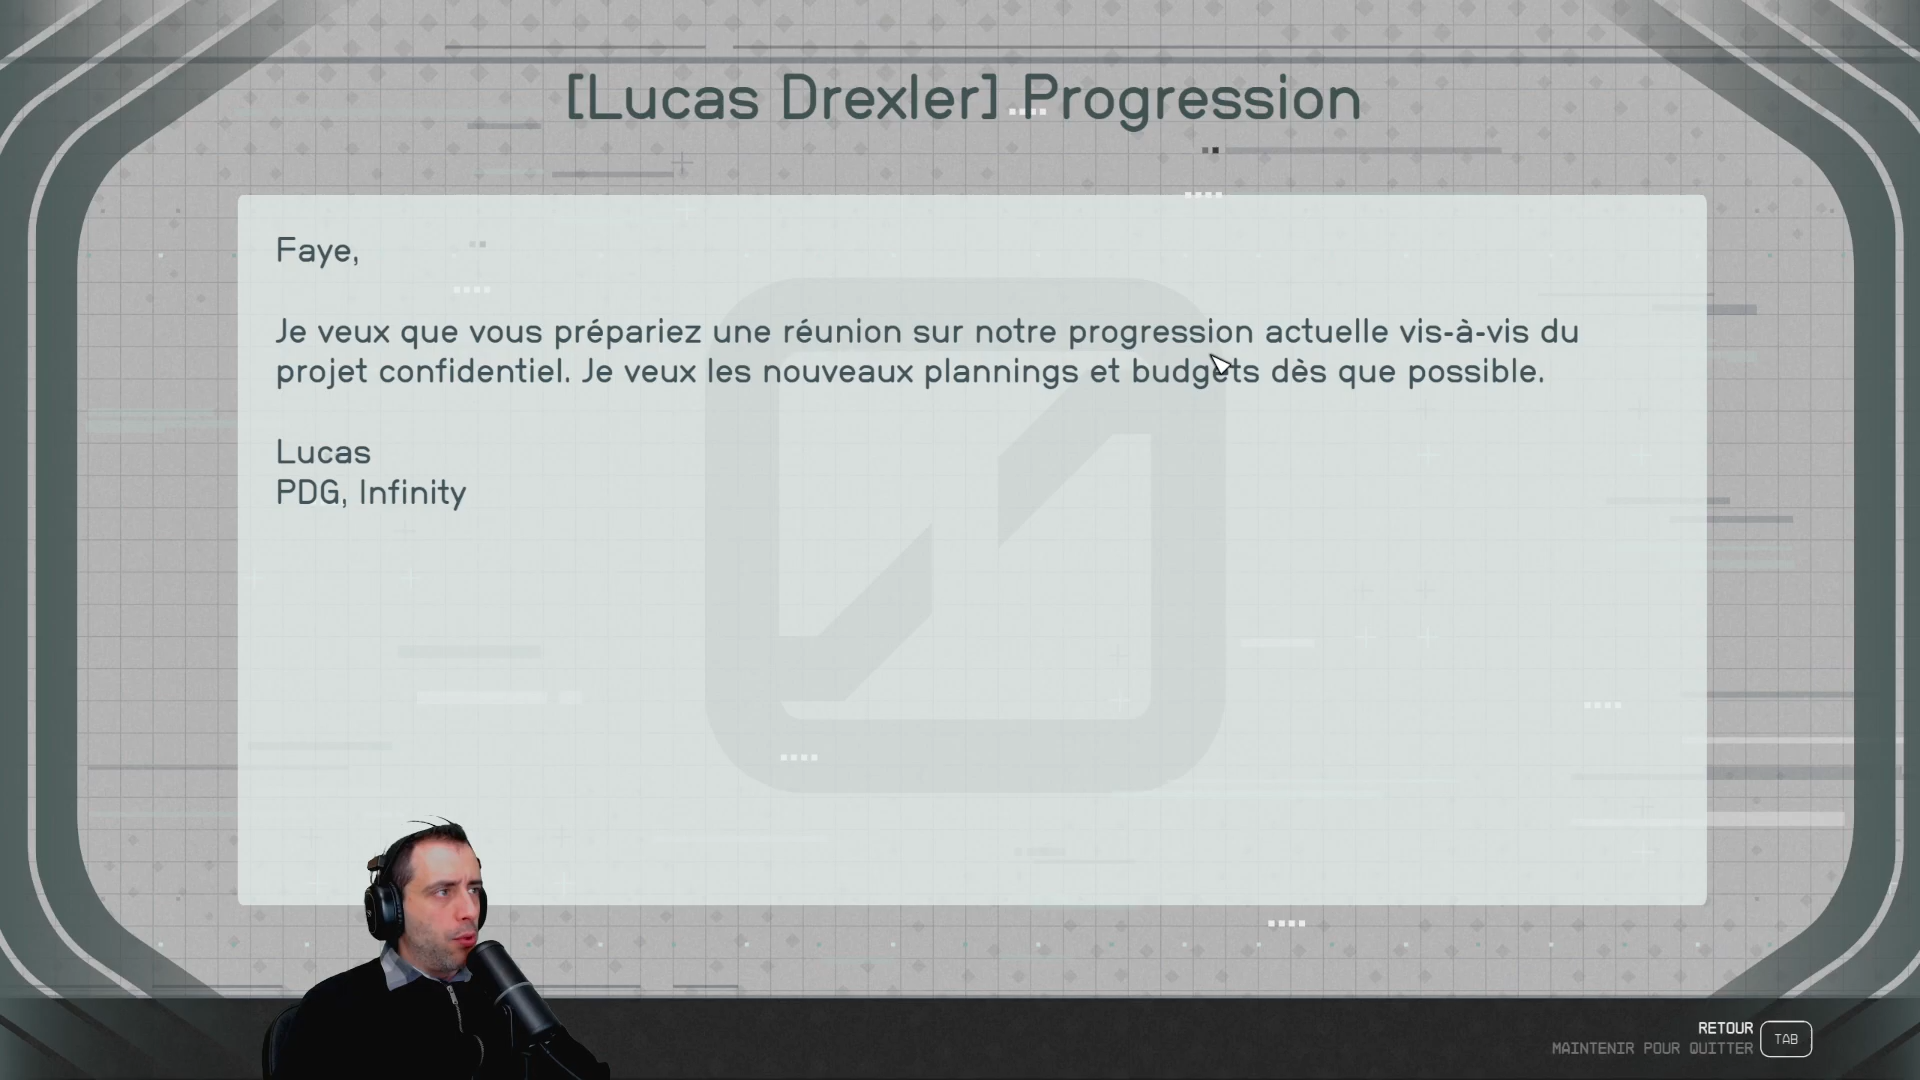 [Lucas Drexler] Progression
Faye,
Je veux que vous prépariez une réunion sur notre progression actuelle vis-à-vis du
projet confidentiel. Je veux les nouveaux plannings et budgets dès que possible.
Lucas
PDG, Infinity
RETOUR
MAINTENIR POUR QUITTER
TAB